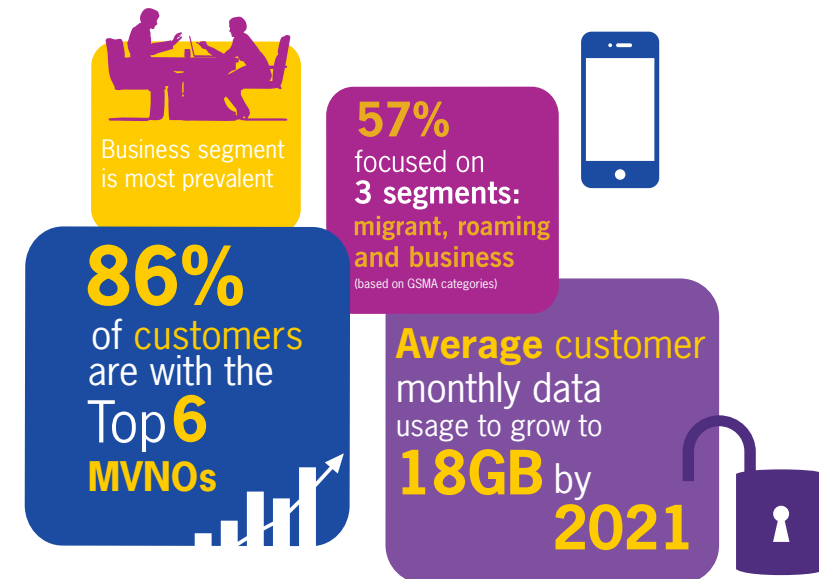 Business segment
is most prevalent
57%
focused on
3 segments:
migrant, roaming
and business
(based on GSMA categories)
86%
of customers
are with the
Top 6
MVNOs
Average customer
monthly data
usage to grow to
18GB by
2021